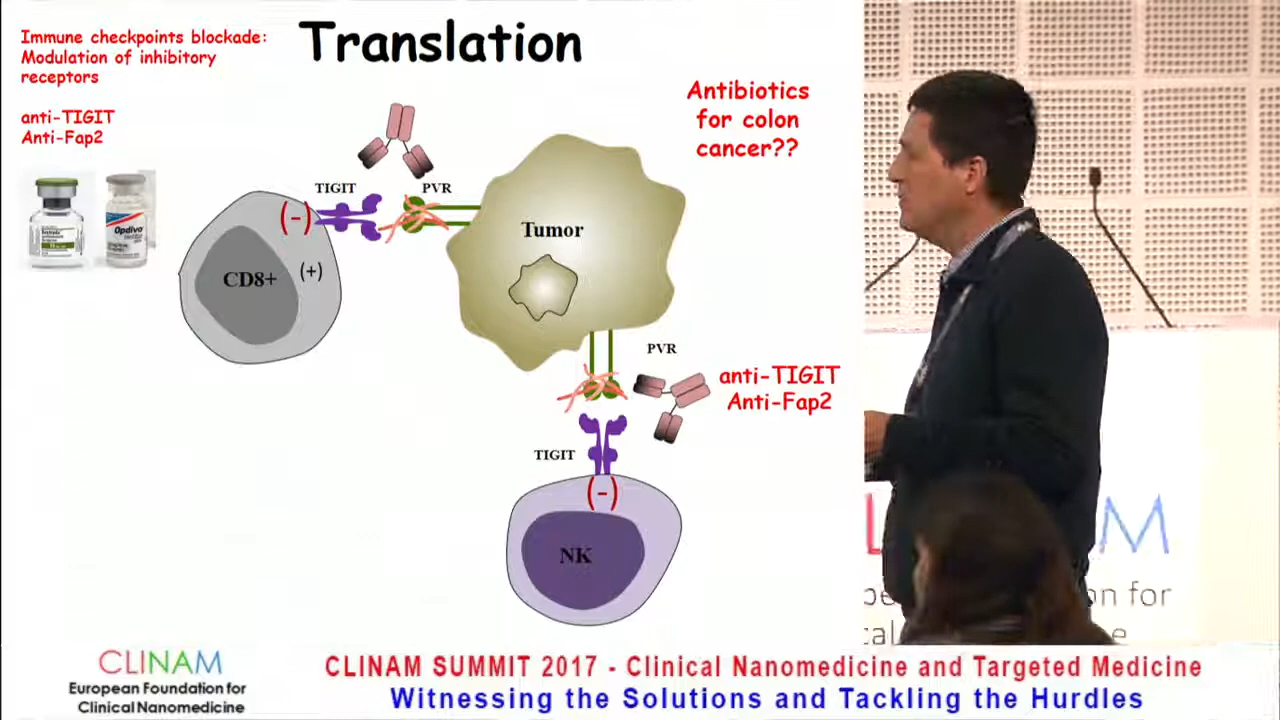 Immune checkpoints blockade:
Modulation of inhibitory
receptors
anti-TIGIT
Anti-Fap2
Translation
Antibiotics
for colon
cancer??
Opdivo
TIGIT
PVR
(-)
CD8+
(+)
Tumor
PVR
anti-TIGIT
Anti-Fap2
TIGIT
(-)
NK
CLINAM
European Foundation for
Clinical Nanomedicine
CLINAM SUMMIT 2017 - Clinical Nanomedicine and Targeted Medicine
Witnessing the Solutions and Tackling the Hurdles